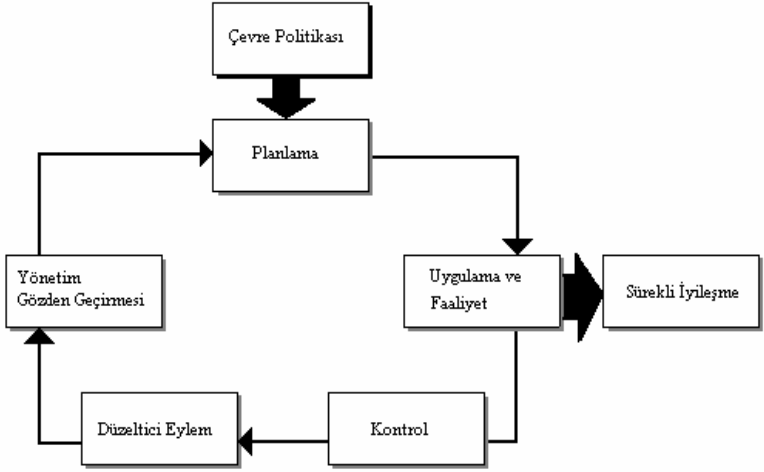 Çevre Politikası
Planlama
Yönetim
Gözden Geçirmesi
Uygulama ve
Faaliyet
Sürekli İyileşme
Düzeltici Eylem
Kontrol